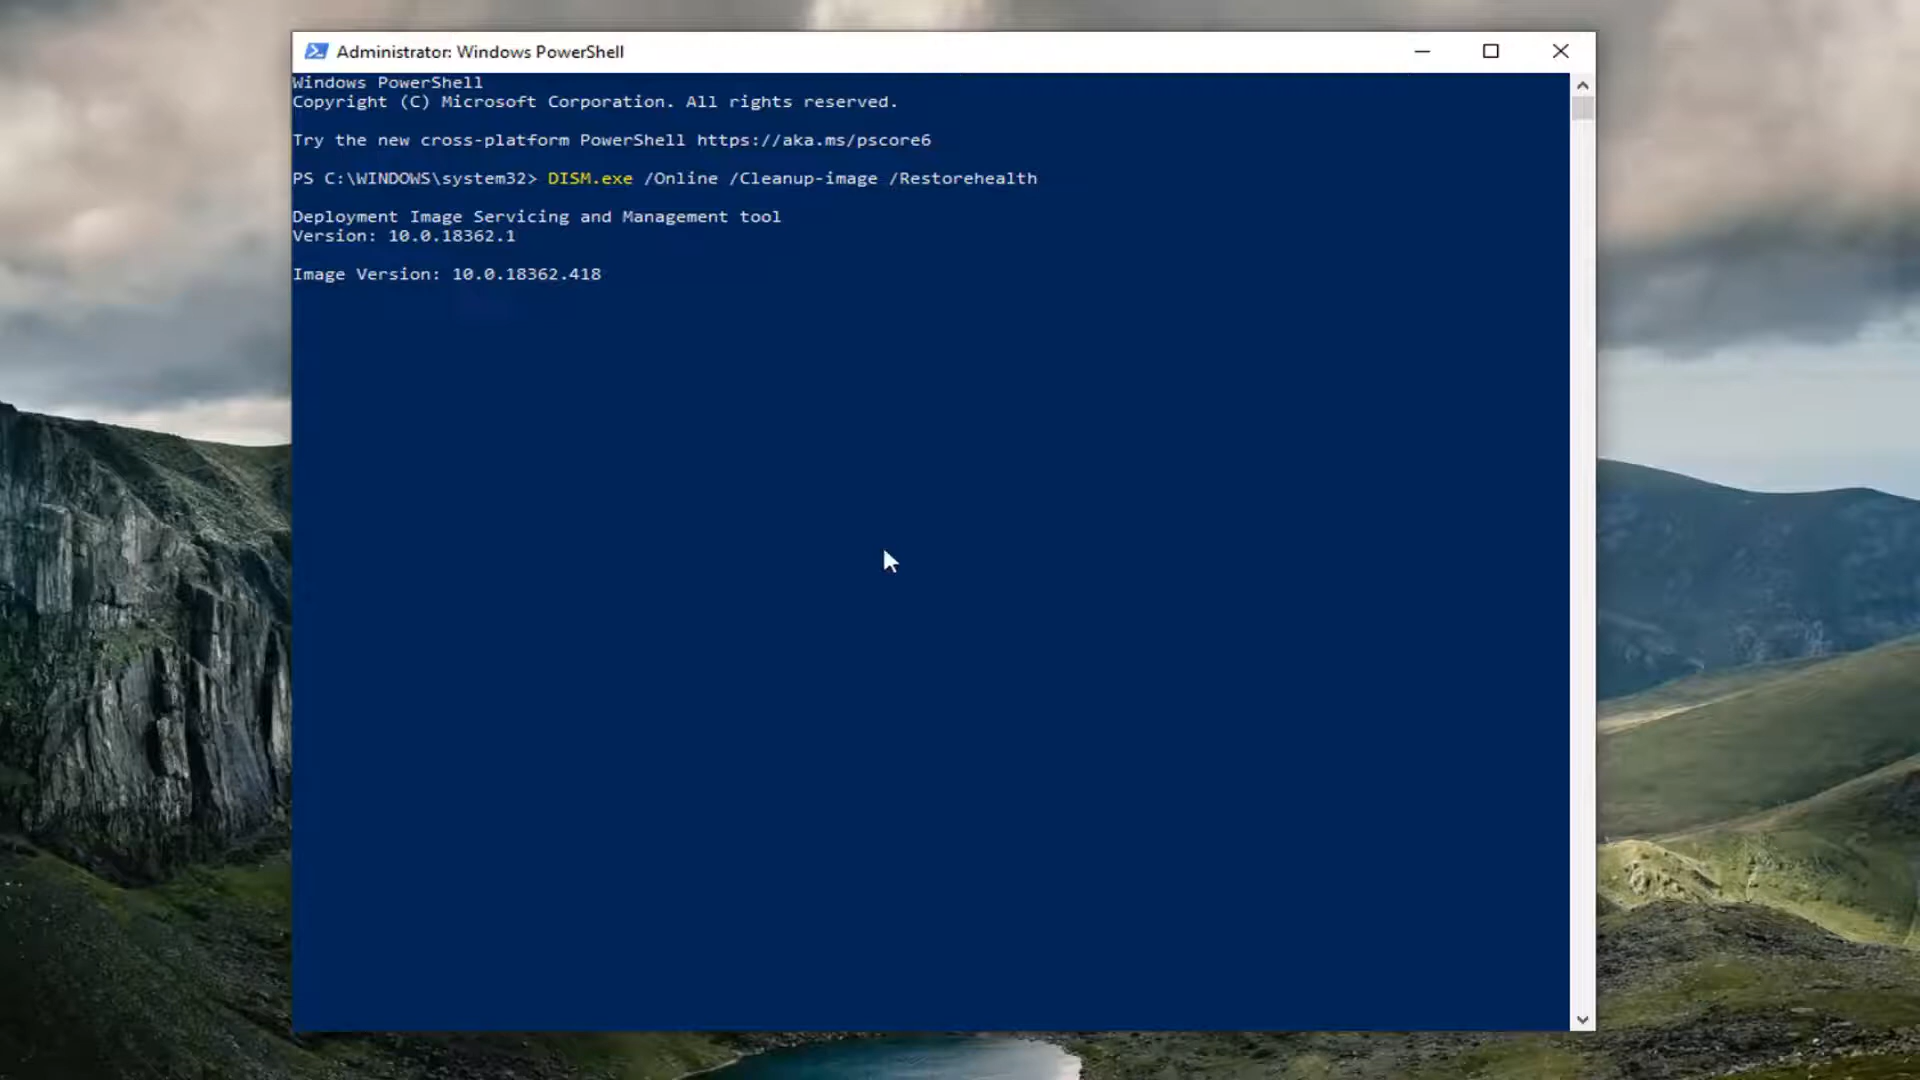 Administrator: Windows PowerShell
Windows PowerShell
Copyright (C) Microsoft Corporation. All rights reserved.
Try the new cross-platform PowerShell https://aka.ms/pscore6
PS C:\WINDOWS\system32> DISM.exe /Online /Cleanup-image /Restorehealth
Deployment Image Servicing and Management tool
Version: 10.0.18362.1
Image Version: 10.0.18362.418